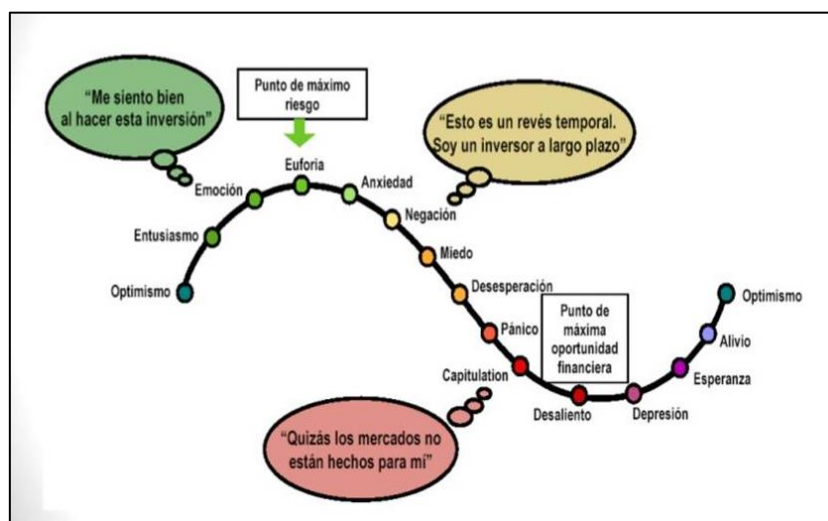 “Me siento bien
al hacer esta inversión”
Punto de máximo
riesgo
“Esto es un revés temporal.
Soy un inversor a largo plazo”
Euforia
Emoción
Anxiedad
Negación
Entusiasmo
Miedo
Optimismo
Desesperación
Pánico
Capitulation
Punto de
máxima
oportunidad
financiera
Desaliento
Depresión
Esperanza
Alivio
Optimismo
“Quizás los mercados no
están hechos para mí”